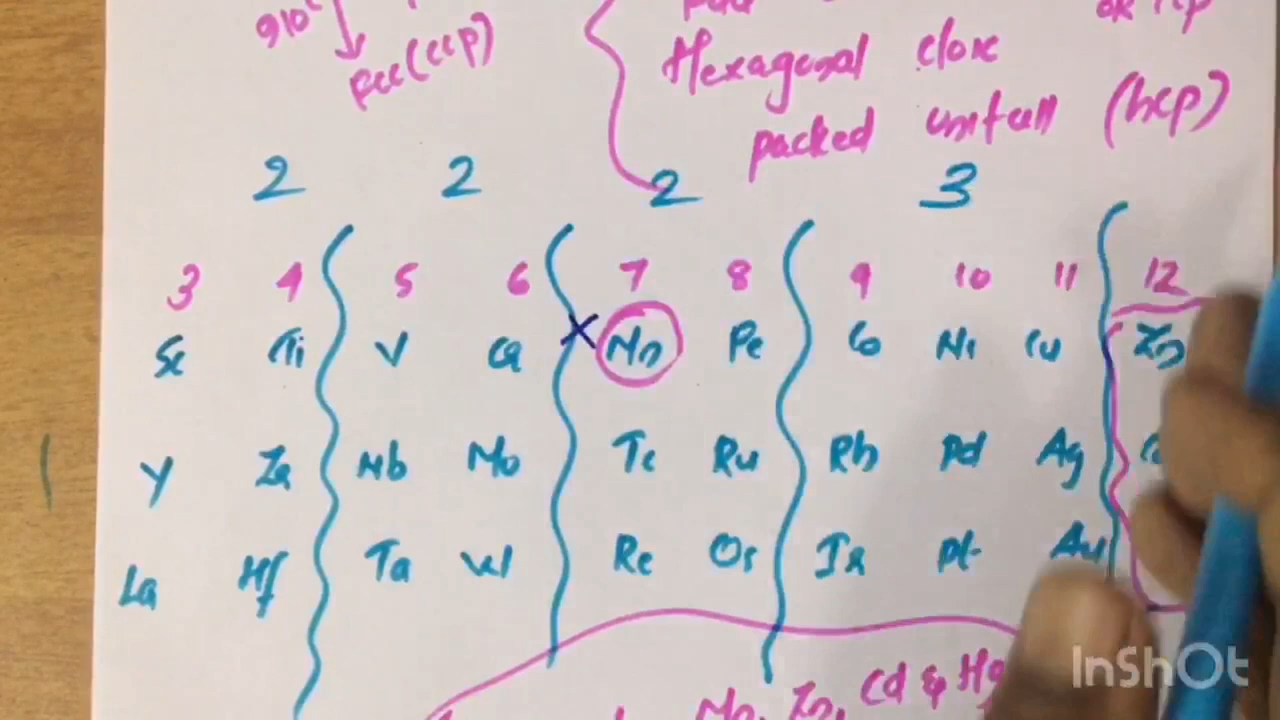 910°
fcc (ccp)
Hexagonal close
packed unit cell (hcp)
2 2 2 3
3 4 5 6 7 8 9 10 11 12
Sc Ti V Cr × Mn Fe Co Ni Cu Zn
Y Zr Nb Mo Tc Ru Rh Pd Ag
La Hf Ta W Re Os Ir Pt Au
Mn, Zn, Cd & Hg
InShOt